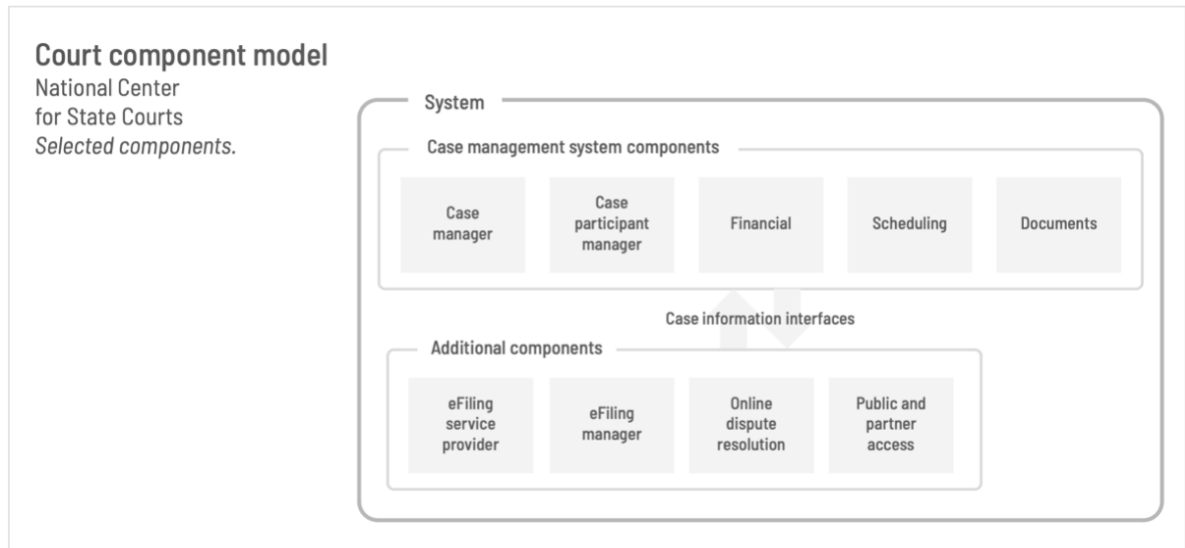 Court component model
National Center
for State Courts
Selected components.
System
Case management system components
Case
manager
Case
participant
manager
Financial
Scheduling
Documents
Case information interfaces
Additional components
eFiling
service
provider
eFiling
manager
Online
dispute
resolution
Public and
partner
access